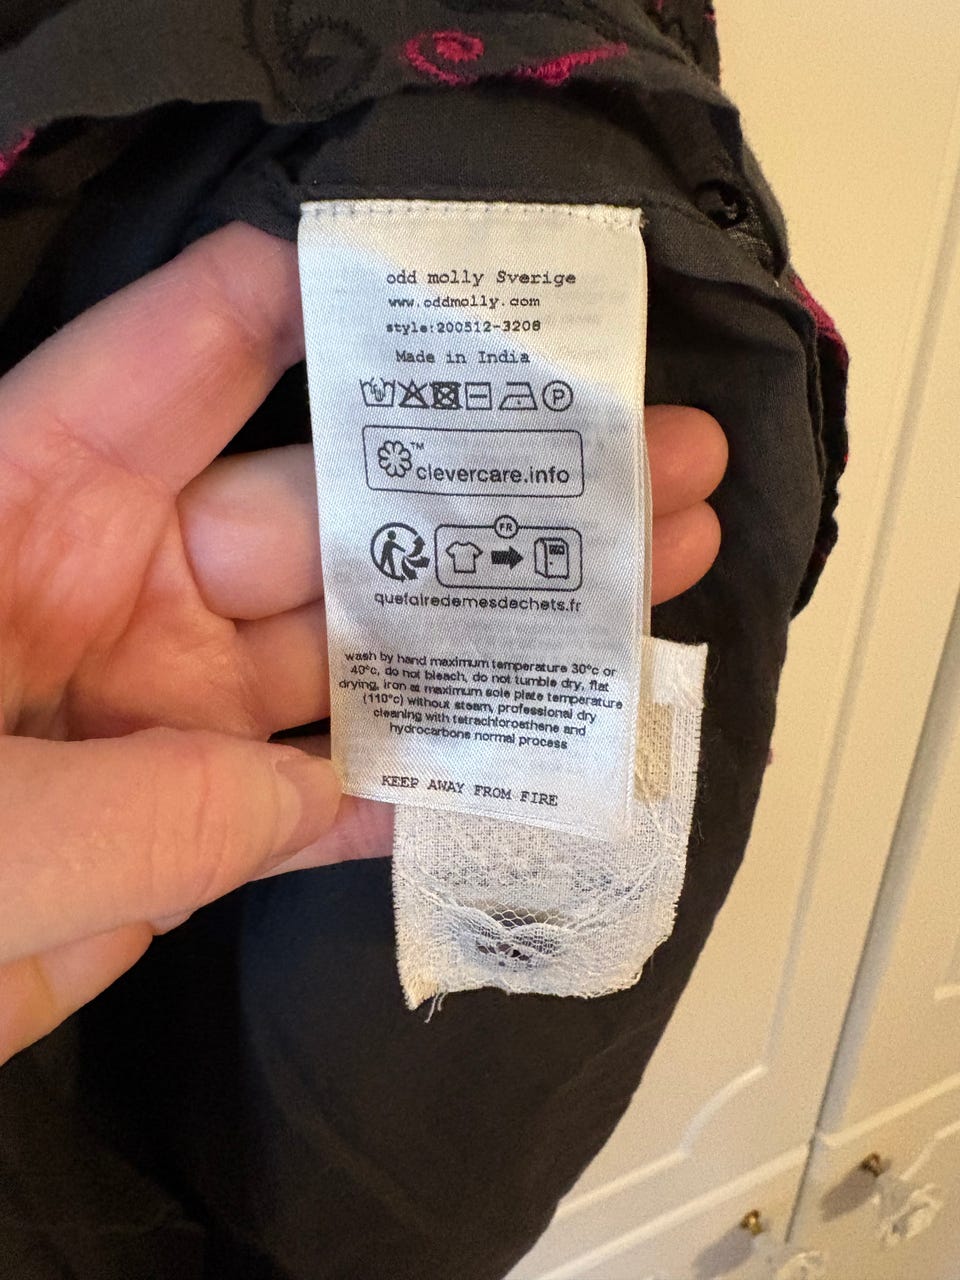 odd molly Sverige
www.oddmolly.com
style:200512-3208
Made in India
P
™
clevercare.info
FR
quefairedemesdechets.fr
wash by hand maximum temperature 30°c or
40°c, do not bleach, do not tumble dry, flat
drying, iron at maximum sole plate temperature
(110°c) without steam, professional dry
cleaning with tetrachloroethene and
hydrocarbons normal process
KEEP AWAY FROM FIRE